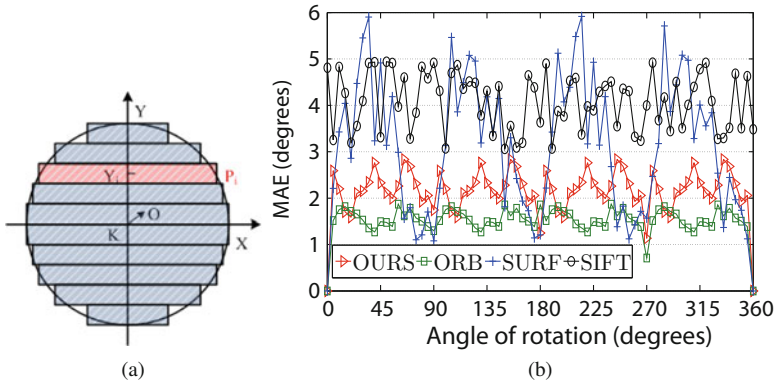 Y
Yᵢ
Pᵢ
O
K
X
(a)
MAE (degrees)
6
5
4
3
2
1
0
OURS ORB SURF SIFT
0 45 90 135 180 225 270 315 360
Angle of rotation (degrees)
(b)